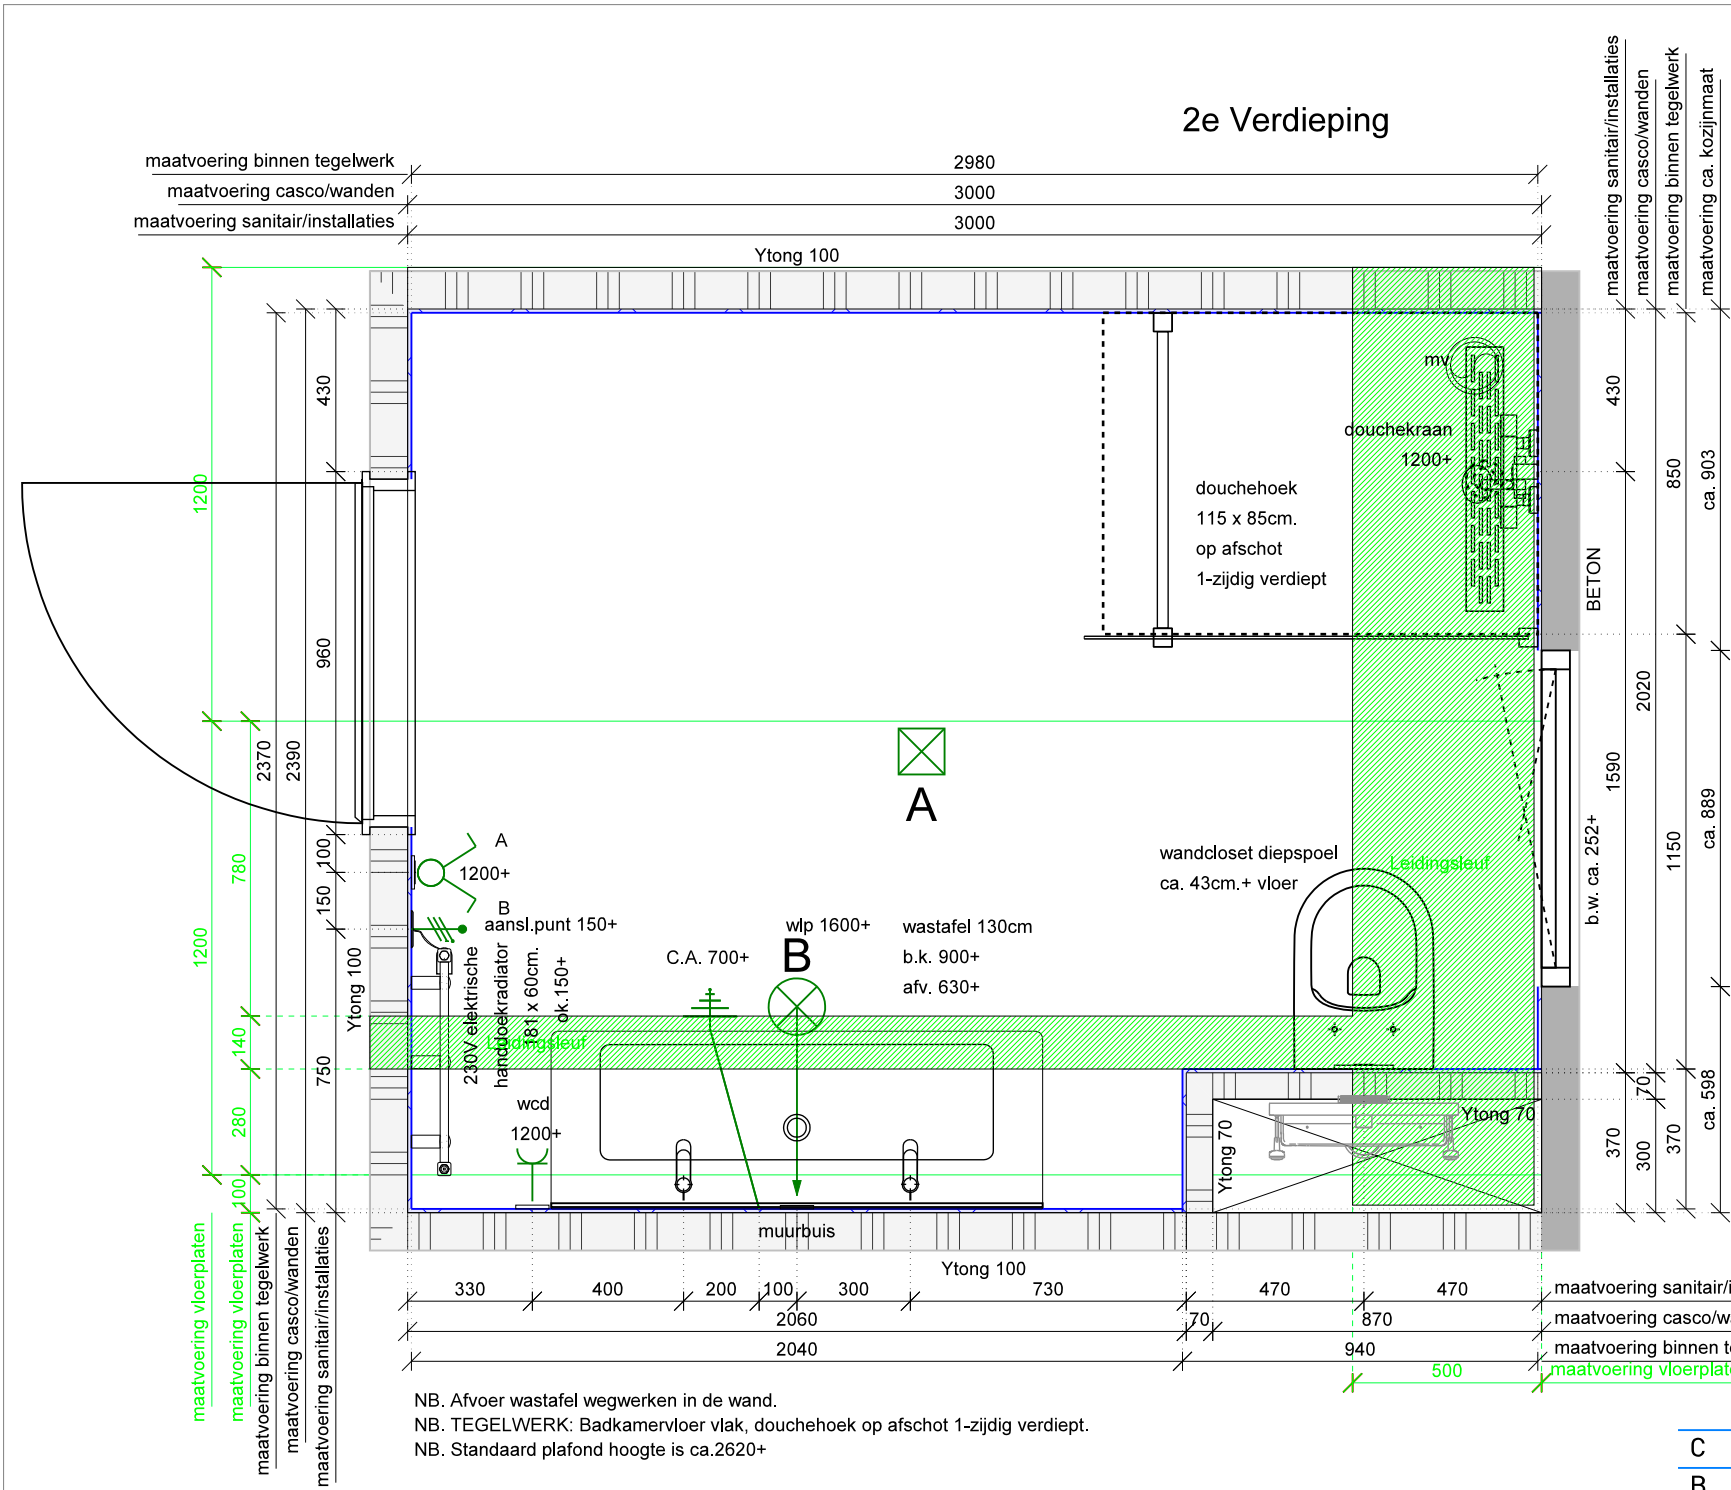 2e Verdieping
maatvoering binnen tegelwerk
2980
maatvoering casco/wanden
3000
maatvoering sanitair/installaties
3000
Ytong 100
maatvoering sanitair/installaties
maatvoering casco/wanden
maatvoering binnen tegelwerk
maatvoering ca. kozijnmaat
1200
1200
780
140
280
100
2370
2390
430
960
100
150
750
Ytong 100
mv
douchekraan
1200+
douchehoek
115 x 85cm.
op afschot
1-zijdig verdiept
BETON
430
1590
370
2020
70
300
850
1150
370
ca. 903
ca. 889
ca. 598
b.w. ca. 252+
A
A
1200+
B
aansl.punt 150+
230V elektrische
handdoekradiator
181 x 60cm.
ok.150+
Leidingsleuf
wcd
1200+
C.A. 700+
wlp 1600+
B
wastafel 130cm
b.k. 900+
afv. 630+
wandcloset diepspoel
ca. 43cm.+ vloer
Leidingsleuf
Ytong 70
Ytong 70
muurbuis
Ytong 100
330
400
200
100
300
730
470
470
maatvoering sanitair/i
2060
70
870
maatvoering casco/wa
2040
940
maatvoering binnen te
500
maatvoering vloerplate
maatvoering vloerplaten
maatvoering vloerplaten
maatvoering binnen tegelwerk
maatvoering casco/wanden
maatvoering sanitair/installaties
NB. Afvoer wastafel wegwerken in de wand.
NB. TEGELWERK: Badkamervloer vlak, douchehoek op afschot 1-zijdig verdiept.
NB. Standaard plafond hoogte is ca.2620+
C
B